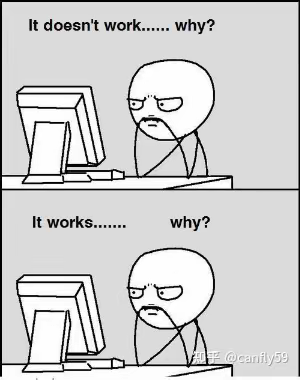 It doesn't work...... why?
It works....... why?
知乎 @canfly59